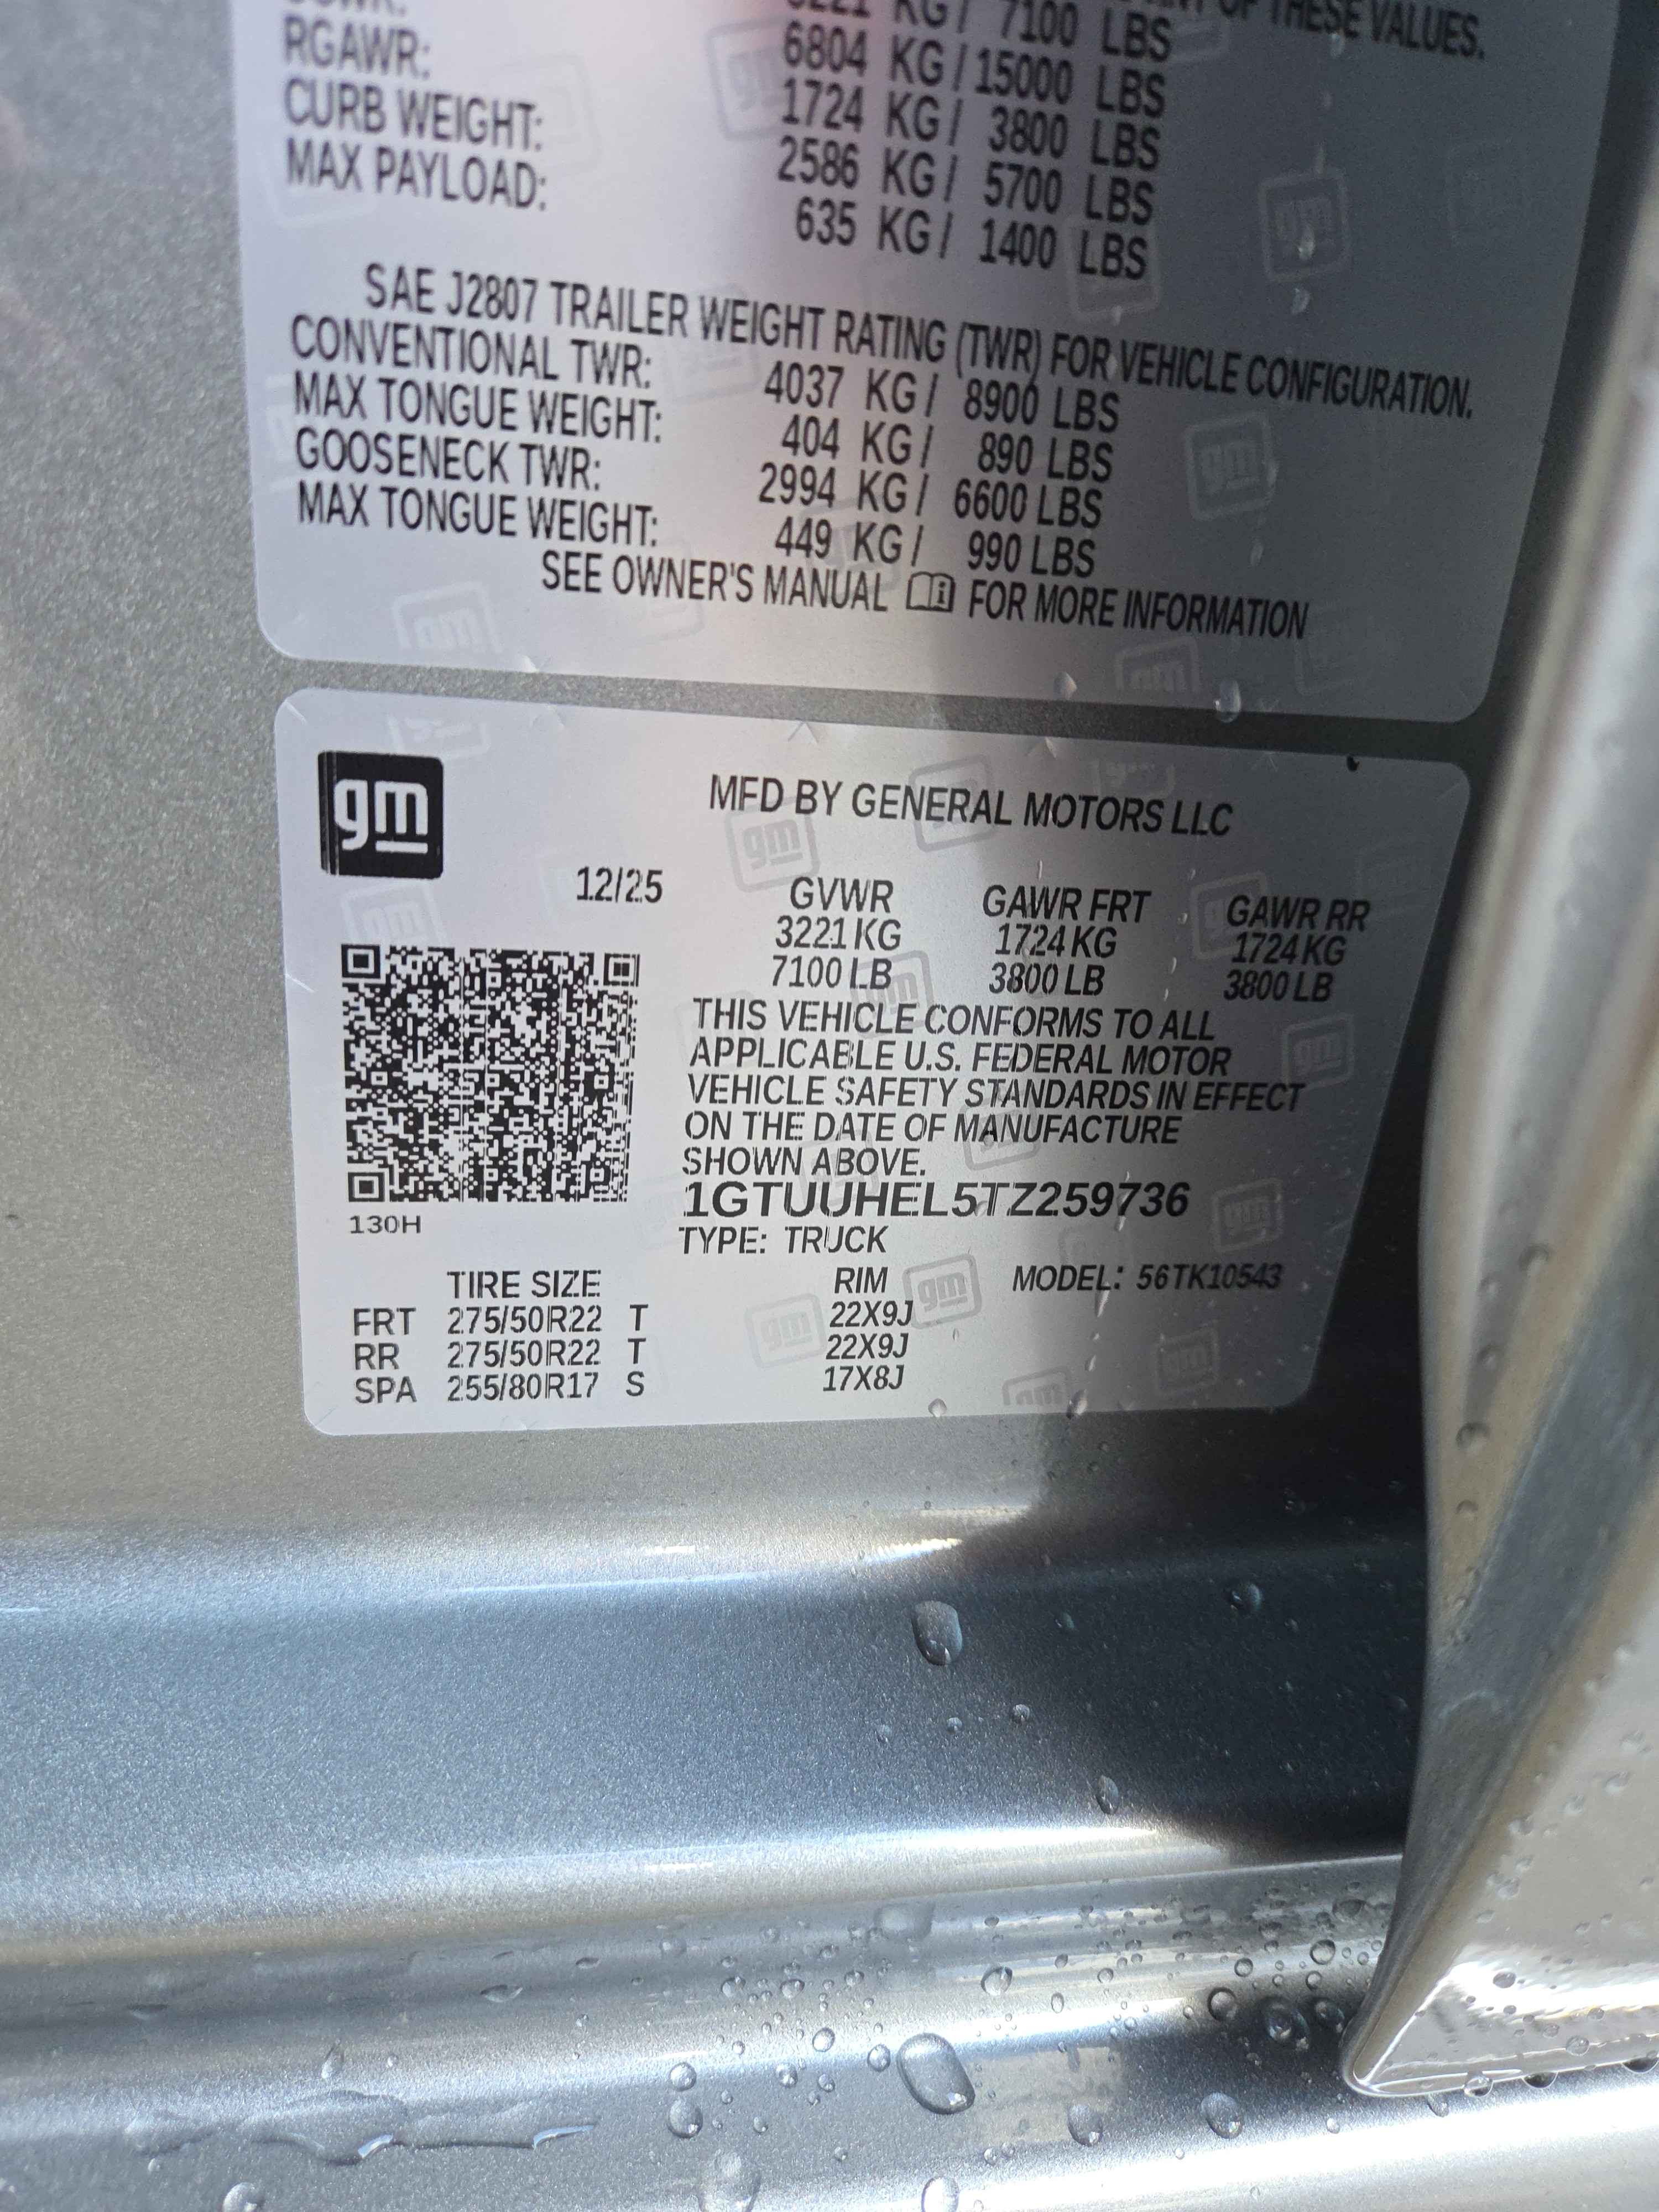 OF THESE VALUES.
7100 LBS
RGAWR: 6804 KG / 15000 LBS
CURB WEIGHT: 1724 KG / 3800 LBS
MAX PAYLOAD: 2586 KG / 5700 LBS
635 KG / 1400 LBS
SAE J2807 TRAILER WEIGHT RATING (TWR) FOR VEHICLE CONFIGURATION.
CONVENTIONAL TWR: 4037 KG / 8900 LBS
MAX TONGUE WEIGHT: 404 KG / 890 LBS
GOOSENECK TWR: 2994 KG / 6600 LBS
MAX TONGUE WEIGHT: 449 KG / 990 LBS
SEE OWNER'S MANUAL FOR MORE INFORMATION
gm
MFD BY GENERAL MOTORS LLC
12/25 GVWR GAWR FRT GAWR RR
3221 KG 1724 KG 1724 KG
7100 LB 3800 LB 3800 LB
THIS VEHICLE CONFORMS TO ALL
APPLICABLE U.S. FEDERAL MOTOR
VEHICLE SAFETY STANDARDS IN EFFECT
ON THE DATE OF MANUFACTURE
SHOWN ABOVE.
1GTUUHEL5TZ259736
130H
TYPE: TRUCK
TIRE SIZE RIM MODEL: 56TK10543
FRT 275/50R22 T 22X9J
RR 275/50R22 T 22X9J
SPA 255/80R17 S 17X8J